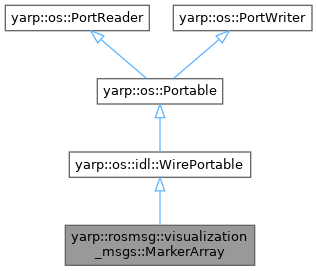 yarp::os::PortReader
yarp::os::PortWriter
yarp::os::Portable
yarp::os::idl::WirePortable
yarp::rosmsg::visualization
_msgs::MarkerArray